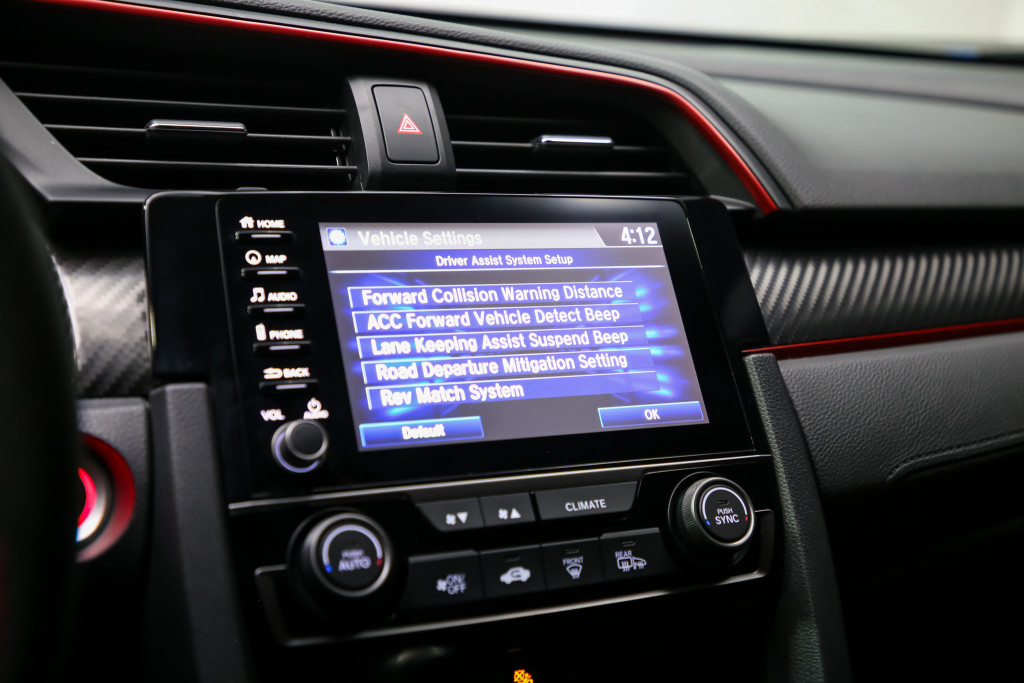 HOME
MAP
AUDIO
PHONE
BACK
VOL AUDIO
Vehicle Settings 4:12
Driver Assist System Setup
Forward Collision Warning Distance
ACC Forward Vehicle Detect Beep
Lane Keeping Assist Suspend Beep
Road Departure Mitigation Setting
Rev Match System
Default OK
CLIMATE
PUSH
AUTO
PUSH
SYNC
ON/
OFF
FRONT
REAR